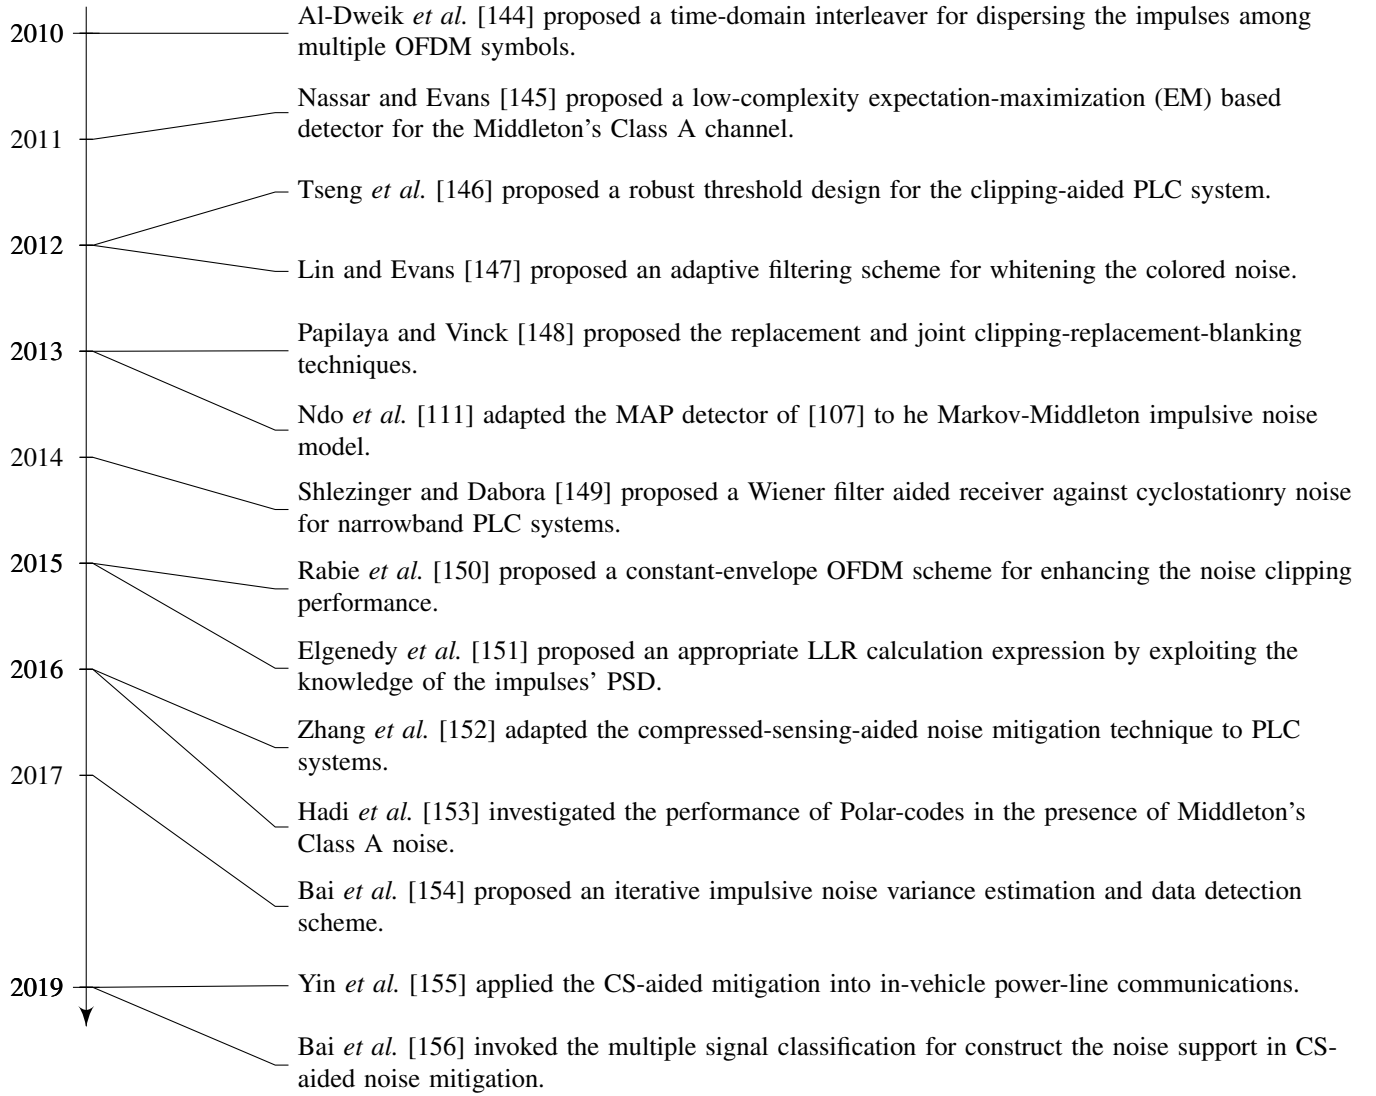 2010
Al-Dweik et al. [144] proposed a time-domain interleaver for dispersing the impulses among
multiple OFDM symbols.
2011
Nassar and Evans [145] proposed a low-complexity expectation-maximization (EM) based
detector for the Middleton's Class A channel.
2012
Tseng et al. [146] proposed a robust threshold design for the clipping-aided PLC system.
Lin and Evans [147] proposed an adaptive filtering scheme for whitening the colored noise.
2013
Papilaya and Vinck [148] proposed the replacement and joint clipping-replacement-blanking
techniques.
Ndo et al. [111] adapted the MAP detector of [107] to he Markov-Middleton impulsive noise
model.
2014
Shlezinger and Dabora [149] proposed a Wiener filter aided receiver against cyclostationry noise
for narrowband PLC systems.
2015
Rabie et al. [150] proposed a constant-envelope OFDM scheme for enhancing the noise clipping
performance.
Elgenedy et al. [151] proposed an appropriate LLR calculation expression by exploiting the
knowledge of the impulses' PSD.
2016
Zhang et al. [152] adapted the compressed-sensing-aided noise mitigation technique to PLC
systems.
Hadi et al. [153] investigated the performance of Polar-codes in the presence of Middleton's
Class A noise.
2017
Bai et al. [154] proposed an iterative impulsive noise variance estimation and data detection
scheme.
2019
Yin et al. [155] applied the CS-aided mitigation into in-vehicle power-line communications.
Bai et al. [156] invoked the multiple signal classification for construct the noise support in CS-
aided noise mitigation.